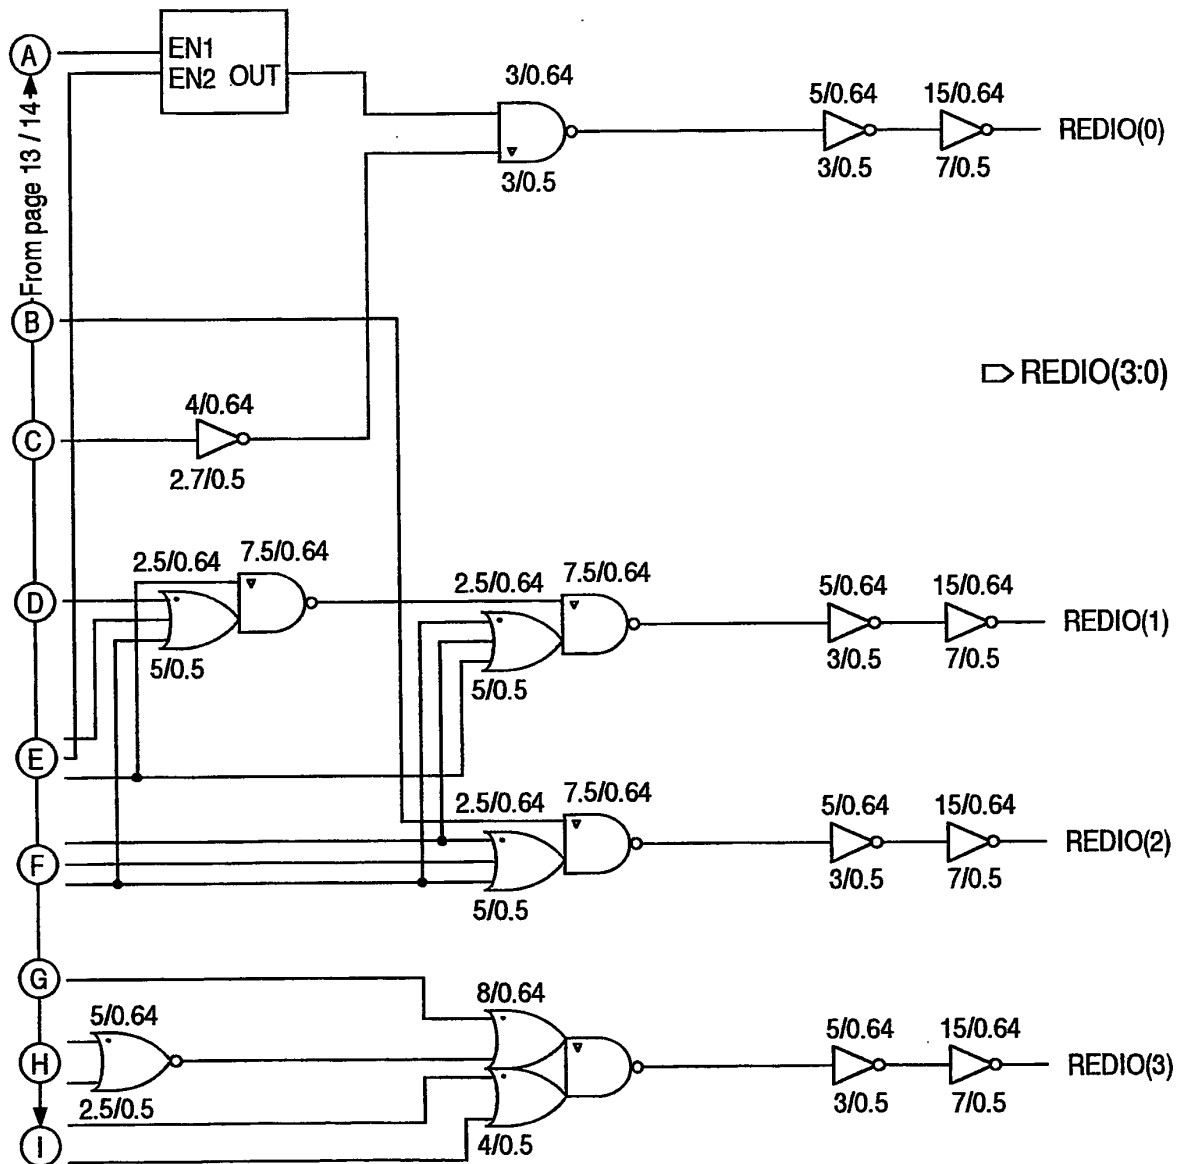 A
EN1
EN2 OUT
From page 13 / 14
3/0.64
3/0.5
5/0.64
3/0.5
15/0.64
7/0.5
REDIO(0)
B
REDIO(3:0)
C
4/0.64
2.7/0.5
D
2.5/0.64
7.5/0.64
5/0.5
2.5/0.64
7.5/0.64
5/0.5
5/0.64
3/0.5
15/0.64
7/0.5
REDIO(1)
E
F
2.5/0.64
7.5/0.64
5/0.5
5/0.64
3/0.5
15/0.64
7/0.5
REDIO(2)
G
H
5/0.64
2.5/0.5
8/0.64
4/0.5
5/0.64
3/0.5
15/0.64
7/0.5
REDIO(3)
I